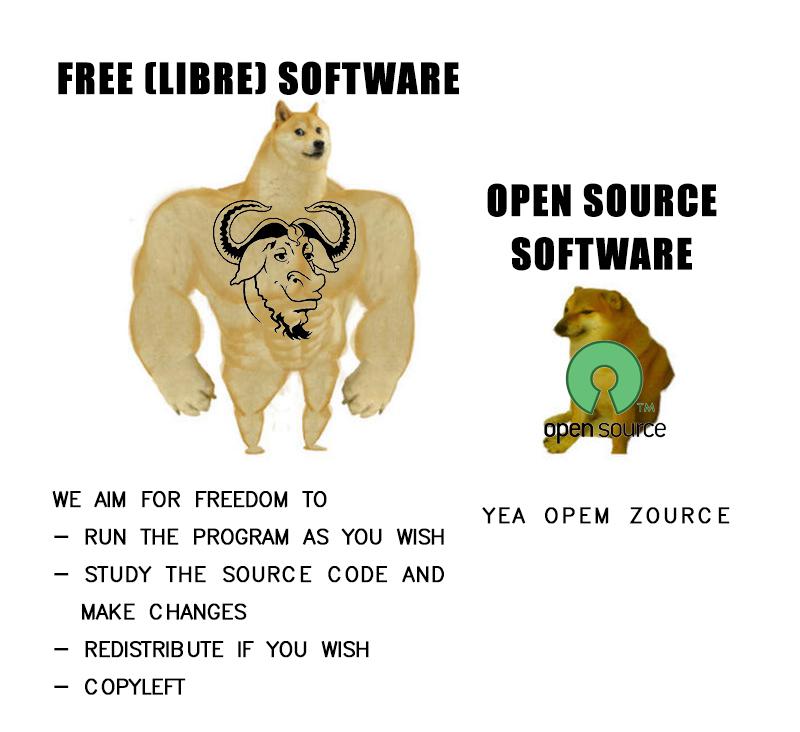 FREE (LIBRE) SOFTWARE
OPEN SOURCE
SOFTWARE
TM
open source
WE AIM FOR FREEDOM TO
– RUN THE PROGRAM AS YOU WISH
– STUDY THE SOURCE CODE AND
MAKE CHANGES
– REDISTRIBUTE IF YOU WISH
– COPYLEFT
YEA OPEM ZOURCE